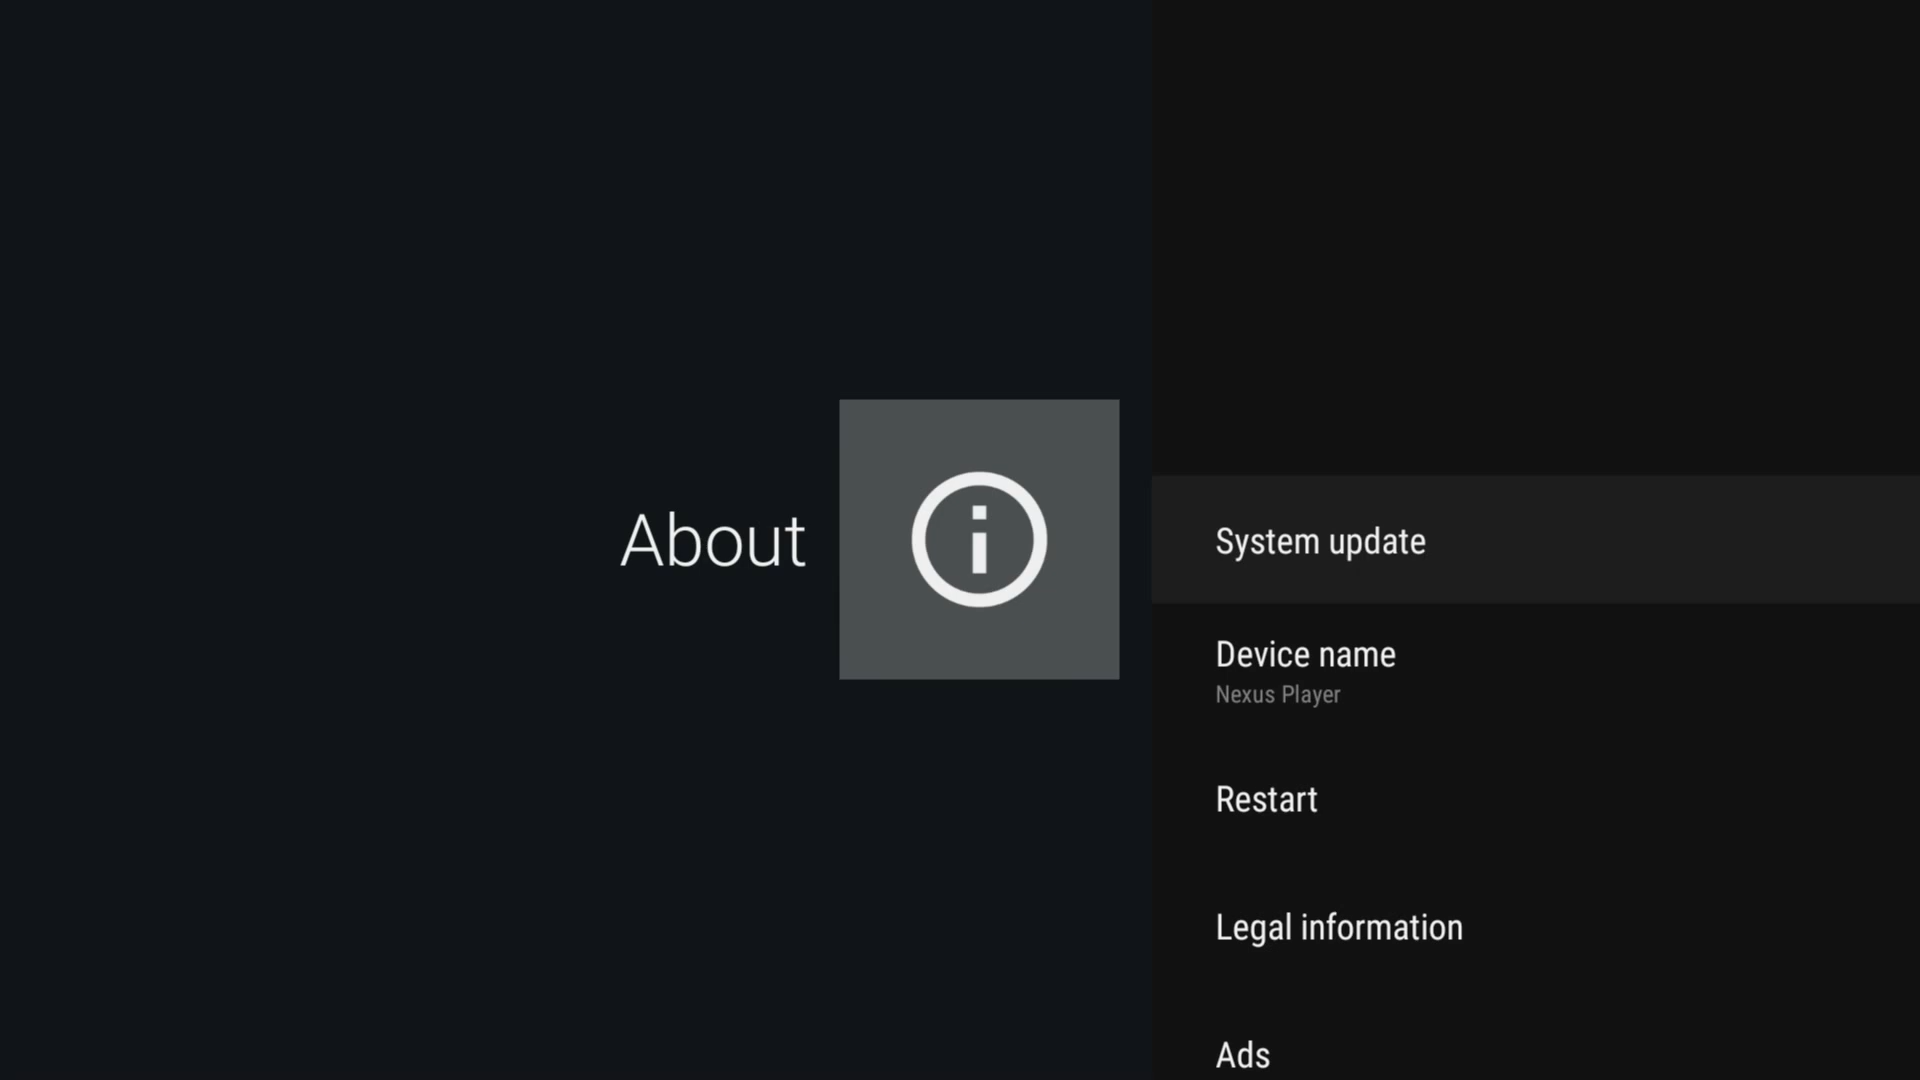 About
System update
Device name
Nexus Player
Restart
Legal information
Ads